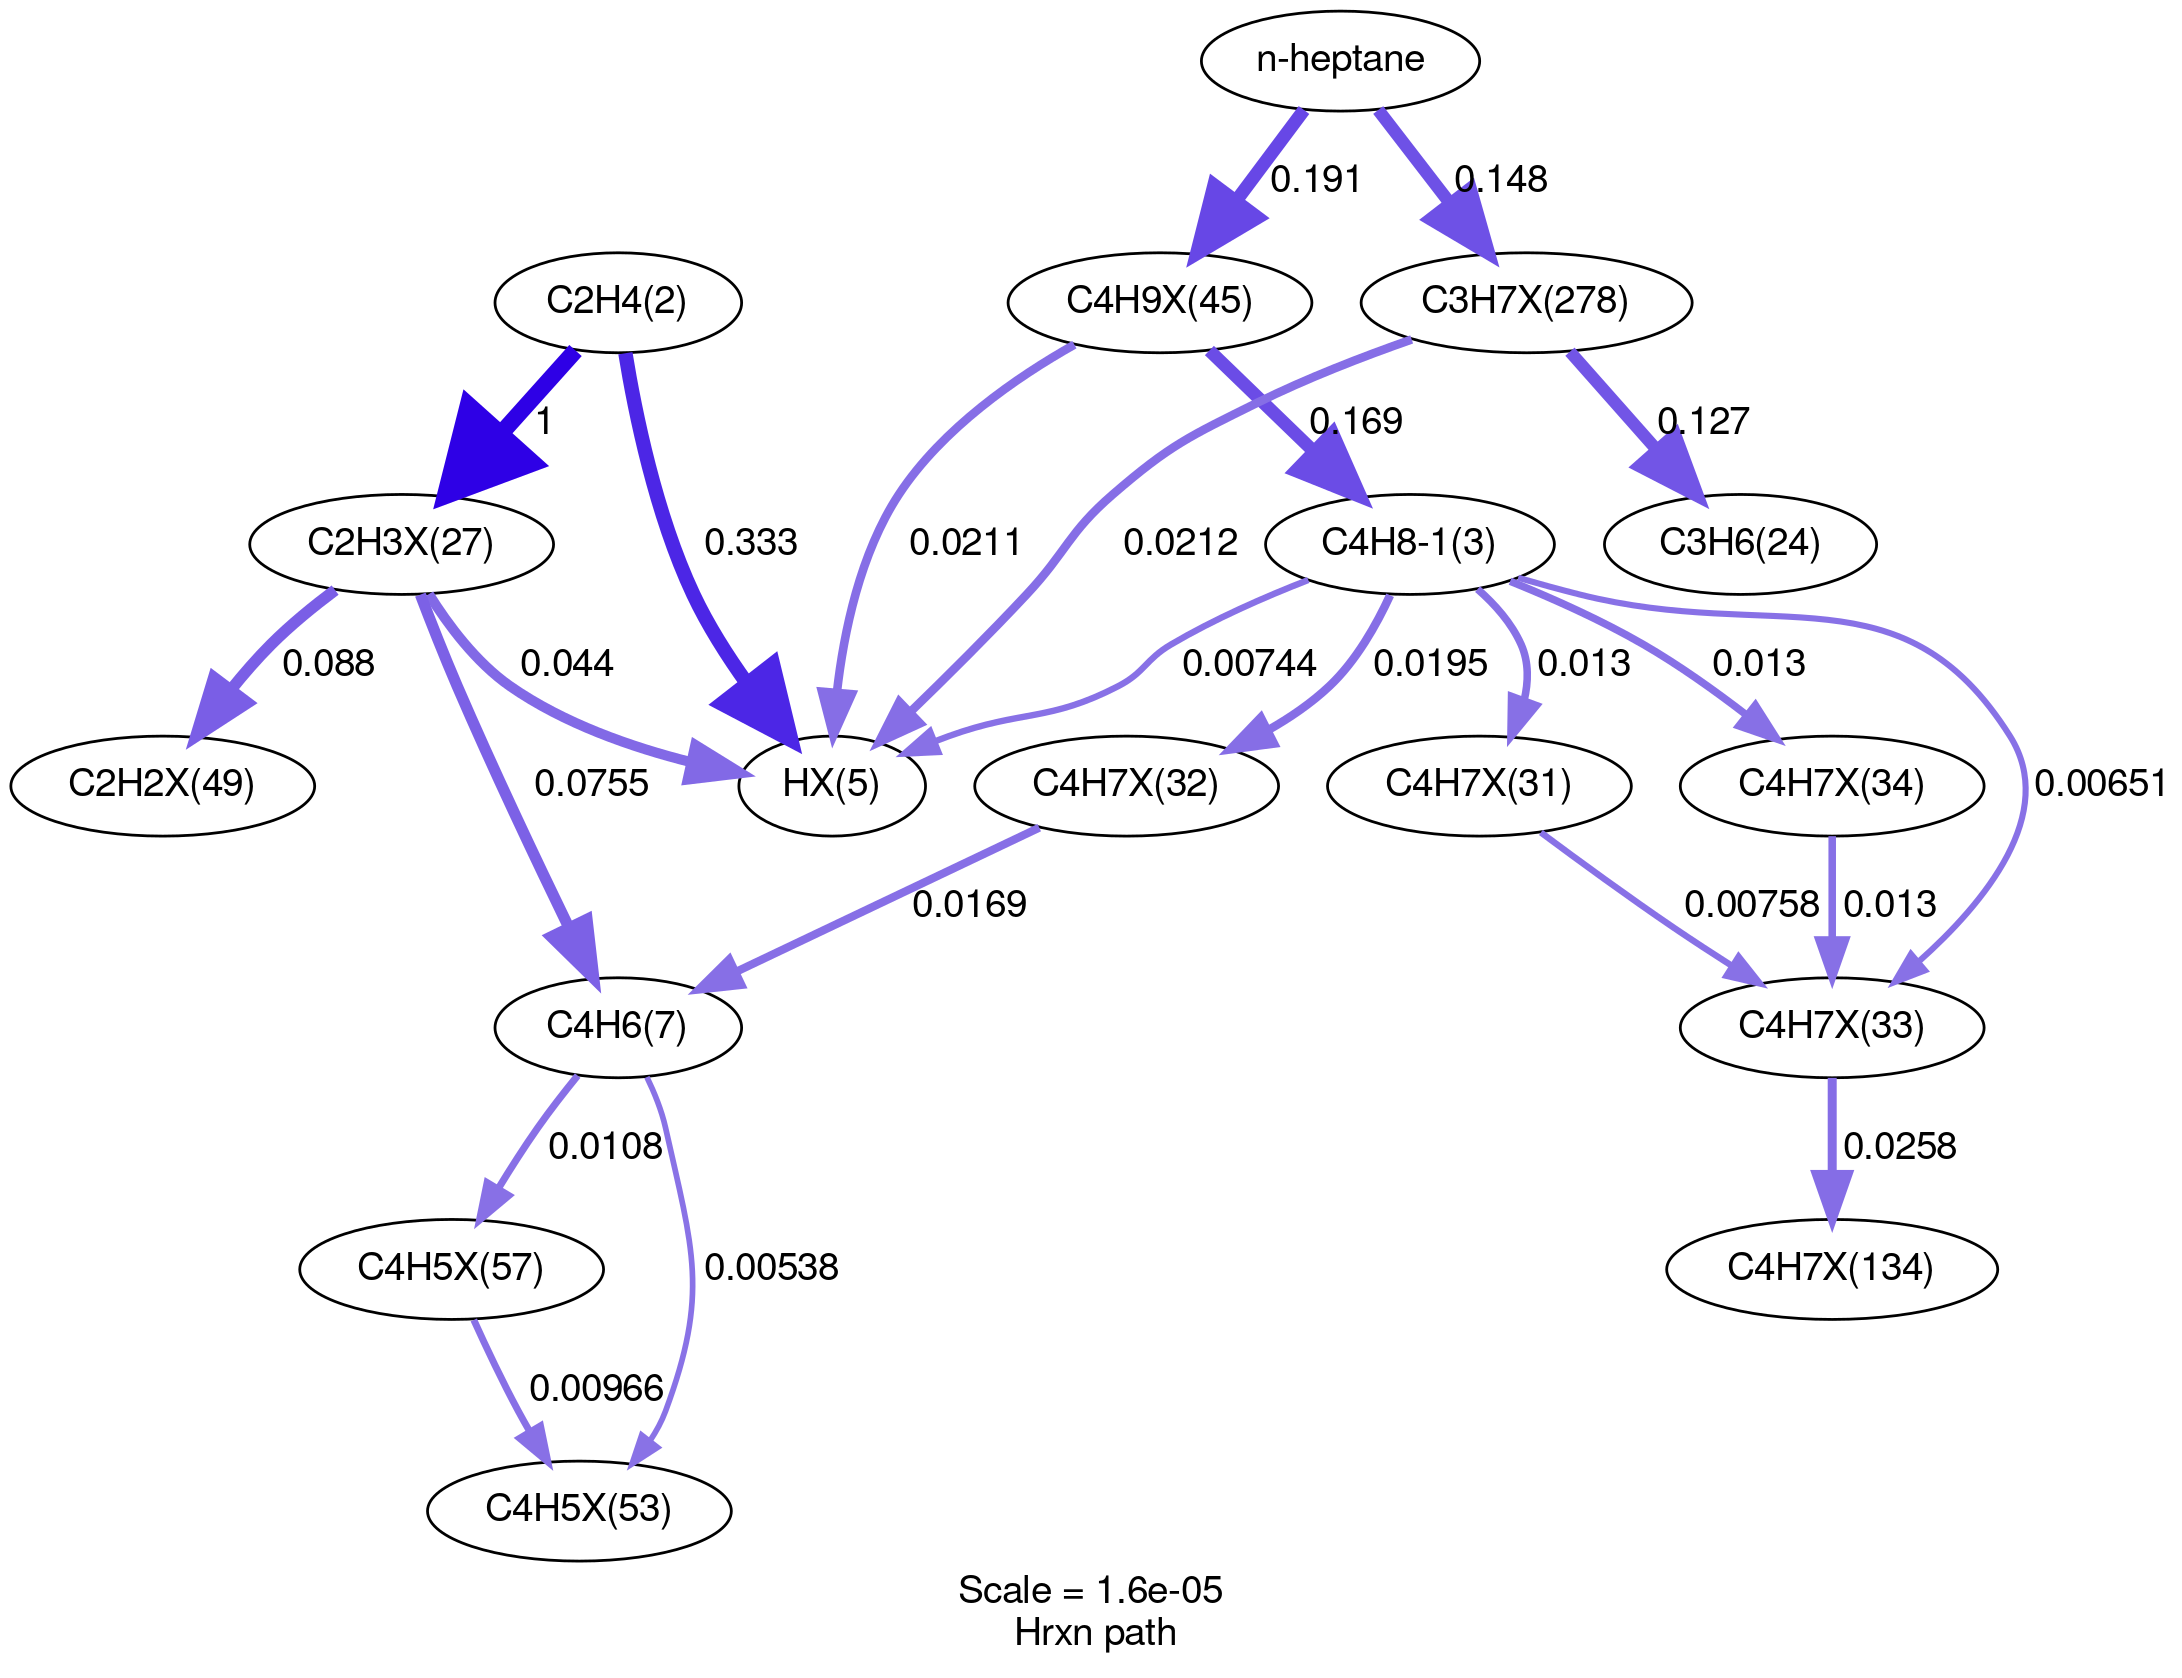 n-heptane
0.191
0.148
C2H4(2)
C4H9X(45)
C3H7X(278)
1
0.169
0.127
C2H3X(27)
0.333
0.0211
0.0212
C4H8-1(3)
C3H6(24)
0.088
0.044
0.00744
0.0195
0.013
0.013
C2H2X(49)
0.0755
HX(5)
C4H7X(32)
C4H7X(31)
C4H7X(34)
0.00651
0.0169
0.00758
0.013
C4H6(7)
C4H7X(33)
0.0108
0.0258
C4H5X(57)
0.00538
C4H7X(134)
0.00966
C4H5X(53)
Scale = 1.6e-05
Hrxn path